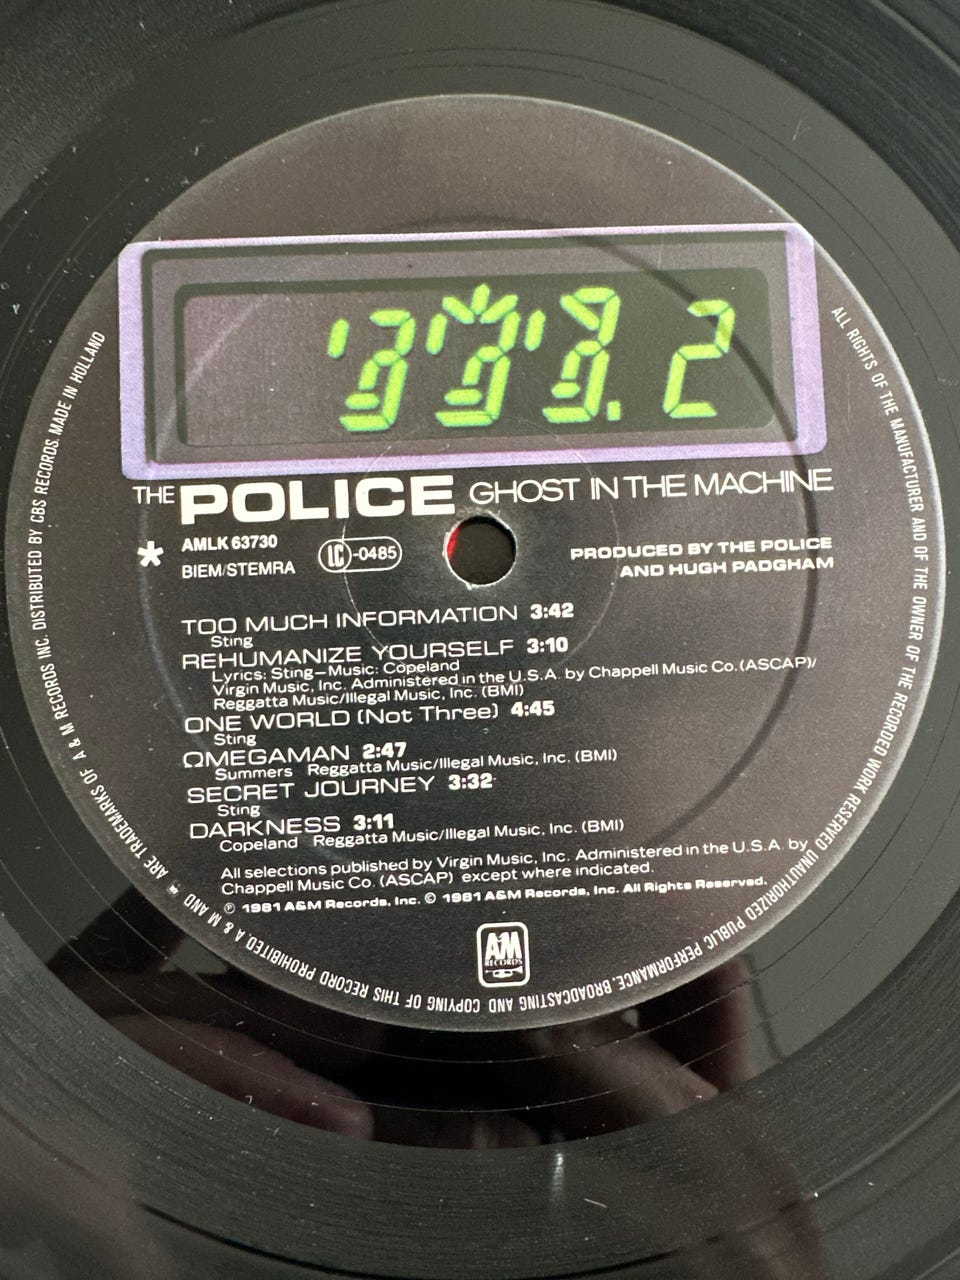 .2
THE POLICE GHOST IN THE MACHINE
* AMLK 63730
BIEM/STEMRA
LC-0485
PRODUCED BY THE POLICE
AND HUGH PADGHAM
TOO MUCH INFORMATION 3:42
Sting
REHUMANIZE YOURSELF 3:10
Lyrics: Sting–Music: Copeland
Virgin Music, Inc. Administered in the U.S.A. by Chappell Music Co. (ASCAP)/
Reggatta Music/Illegal Music, Inc. (BMI)
ONE WORLD (Not Three) 4:45
Sting
ΩMEGAMAN 2:47
Summers Reggatta Music/Illegal Music, Inc. (BMI)
SECRET JOURNEY 3:32
Sting
DARKNESS 3:11
Copeland Reggatta Music/Illegal Music, Inc. (BMI)
All selections published by Virgin Music, Inc. Administered in the U.S.A. by
Chappell Music Co. (ASCAP) except where indicated.
℗ 1981 A&M Records, Inc. © 1981 A&M Records, Inc. All Rights Reserved.
A&M
RECORDS
ALL RIGHTS OF THE MANUFACTURER AND OF THE OWNER OF THE RECORDED WORK RESERVED UNAUTHORIZED PUBLIC PERFORMANCE, BROADCASTING AND COPYING OF THIS RECORD PROHIBITED A & M AND ARE TRADEMARKS OF A & M RECORDS INC. DISTRIBUTED BY CBS RECORDS. MADE IN HOLLAND